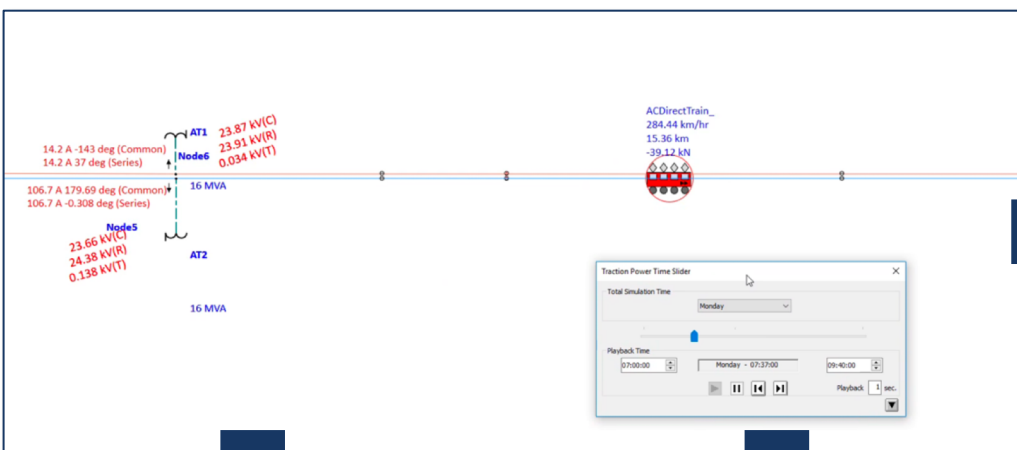 ACDirectTrain_
284.44 km/hr
15.36 km
-39.12 kN
AT1
23.87 kV(C)
23.91 kV(R)
0.034 kV(T)
14.2 A -143 deg (Common)
14.2 A 37 deg (Series)
Node6
16 MVA
106.7 A 179.69 deg (Common)
106.7 A -0.308 deg (Series)
Node5
23.66 kV(C)
24.38 kV(R)
0.138 kV(T)
AT2
16 MVA
Traction Power Time Slider
Total Simulation Time
Monday
Playback Time
07:00:00
Monday - 07:37:00
09:40:00
Playback 1 sec.